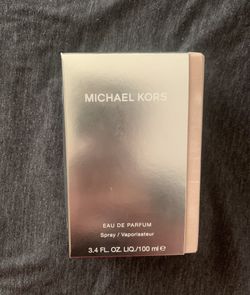 MICHAEL KORS
EAU DE PARFUM
Spray / Vaporisateur
3.4 FL. OZ. LIQ./100 ml ℮